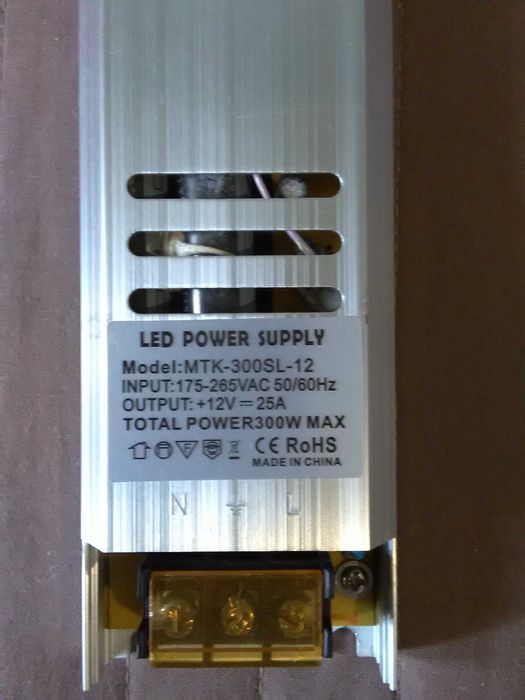 LED POWER SUPPLY
Model:MTK-300SL-12
INPUT:175-265VAC 50/60Hz
OUTPUT: +12V⎓25A
TOTAL POWER300W MAX
F CE RoHS
MADE IN CHINA
N L
1 2 3